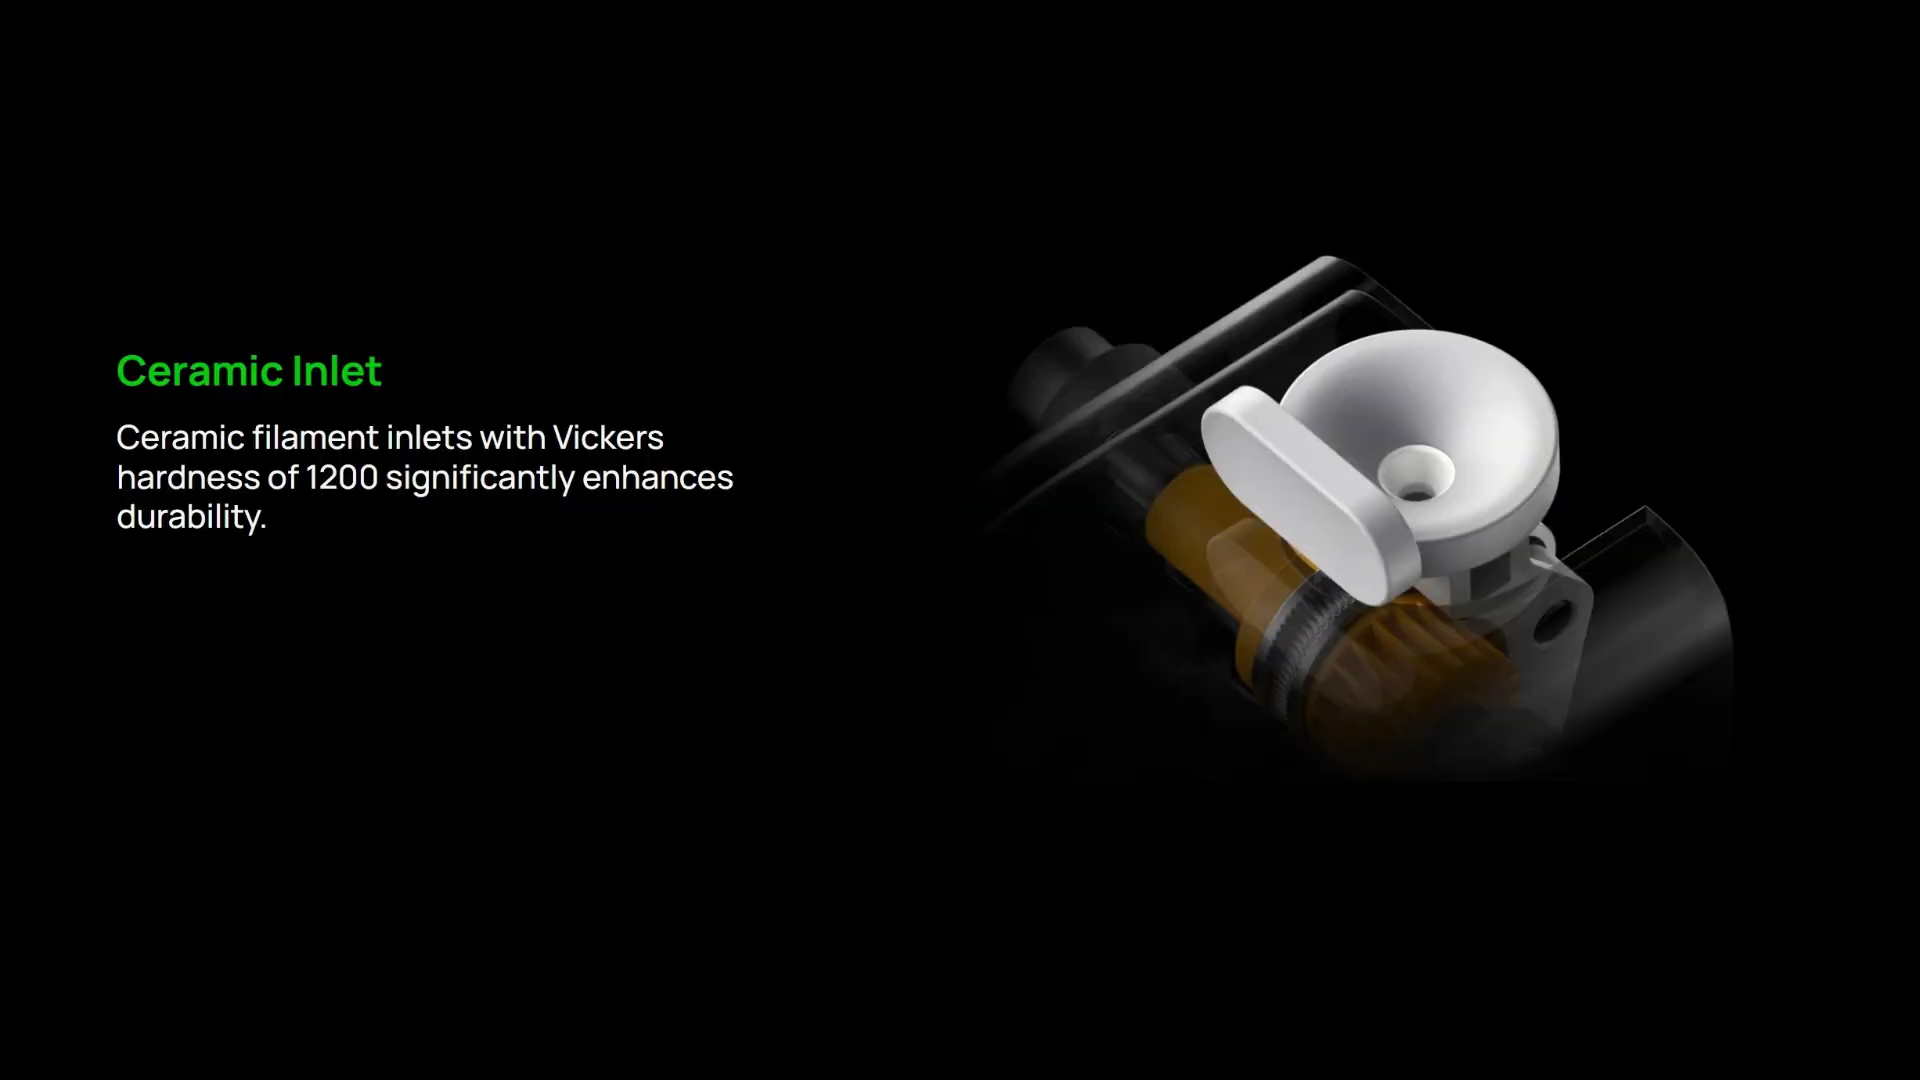 Ceramic Inlet
Ceramic filament inlets with Vickers
hardness of 1200 significantly enhances
durability.